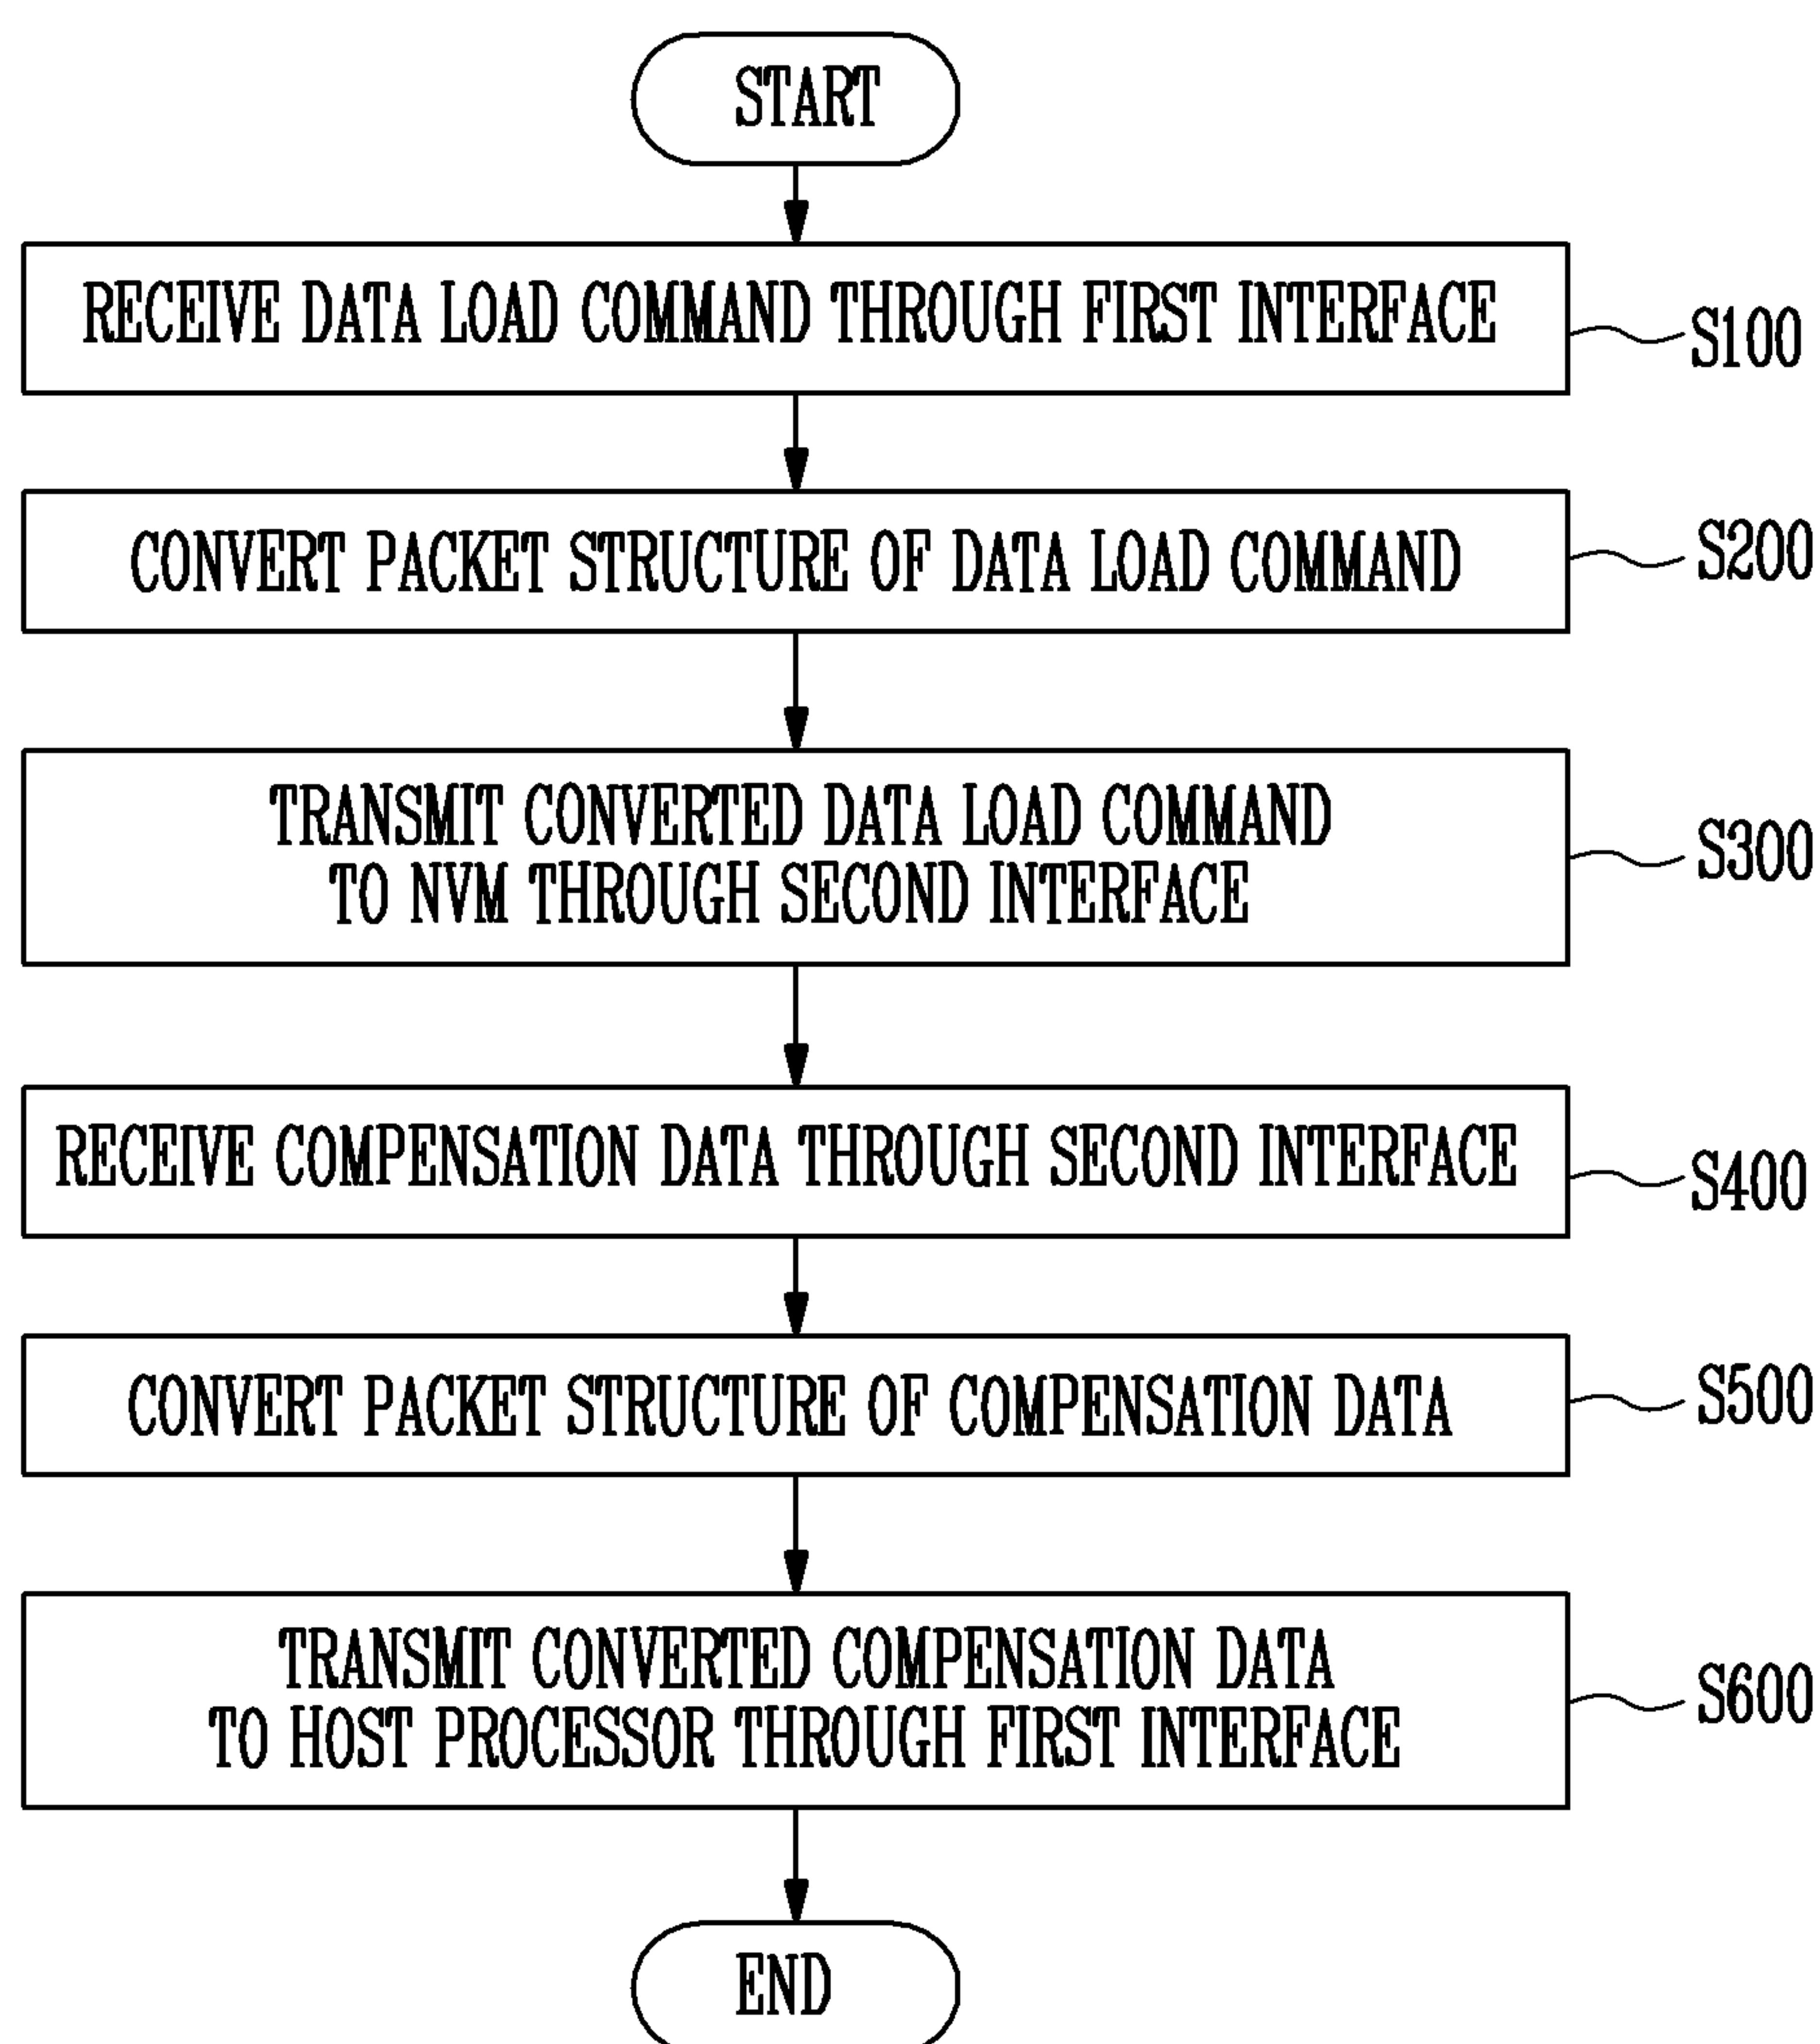 START
RECEIVE DATA LOAD COMMAND THROUGH FIRST INTERFACE
S100
CONVERT PACKET STRUCTURE OF DATA LOAD COMMAND
S200
TRANSMIT CONVERTED DATA LOAD COMMAND
TO NVM THROUGH SECOND INTERFACE
S300
RECEIVE COMPENSATION DATA THROUGH SECOND INTERFACE
S400
CONVERT PACKET STRUCTURE OF COMPENSATION DATA
S500
TRANSMIT CONVERTED COMPENSATION DATA
TO HOST PROCESSOR THROUGH FIRST INTERFACE
S600
END